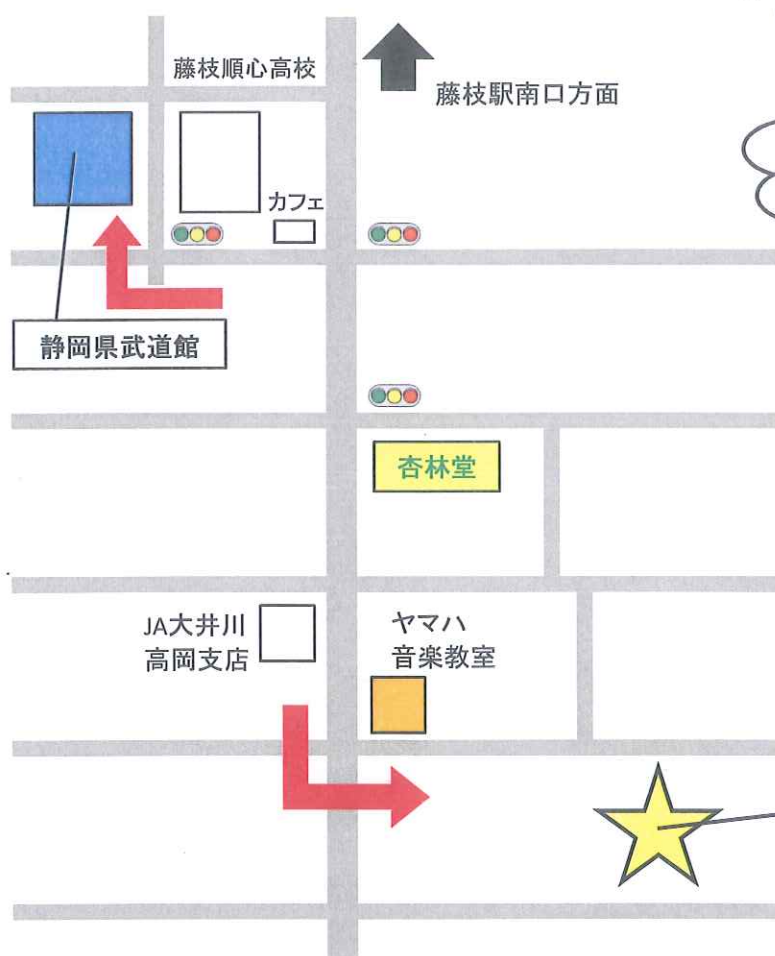 藤枝順心高校
藤枝駅南口方面
カフェ
静岡県武道館
杏林堂
JA大井川
高岡支店
ヤマハ
音楽教室